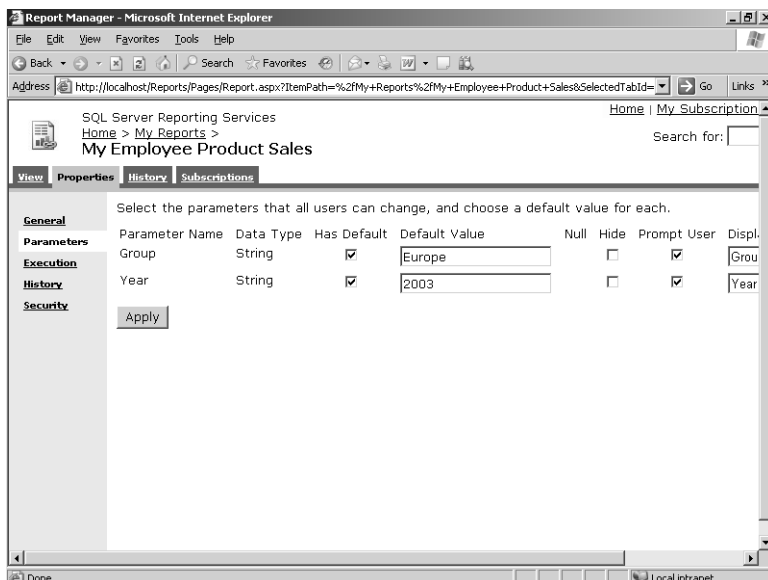 Report Manager - Microsoft Internet Explorer
File Edit View Favorites Tools Help
Back Search Favorites
Address http://localhost/Reports/Pages/Report.aspx?ItemPath=%2fMy+Reports%2fMy+Employee+Product+Sales&SelectedTabId= Go Links »
SQL Server Reporting Services
Home | My Subscription
Home > My Reports >
Search for:
My Employee Product Sales
View Properties History Subscriptions
General
Parameters
Execution
History
Security
Select the parameters that all users can change, and choose a default value for each.
Parameter Name Data Type Has Default Default Value Null Hide Prompt User Displ
Group String Europe Grou
Year String 2003 Year
Apply
Done Local intranet